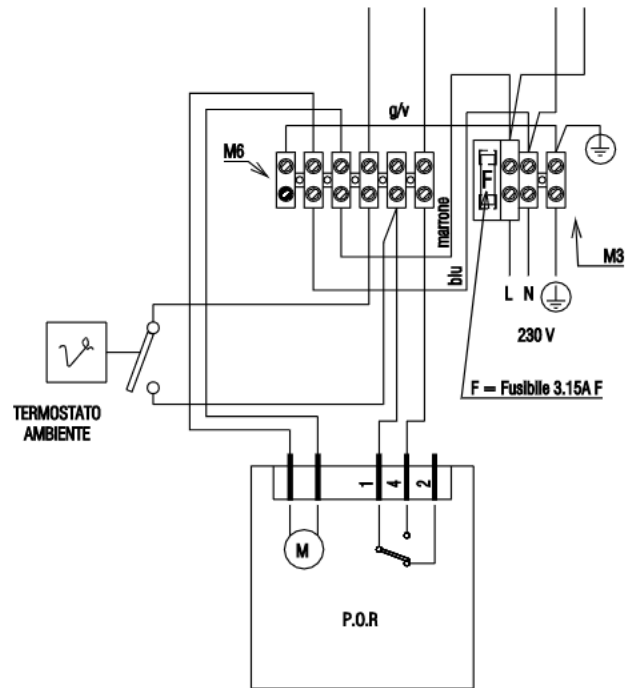 g/v
M6
F
marrone
blu
M3
L N
230 V
F = Fusibile 3.15A F
TERMOSTATO
AMBIENTE
1 4 2
M
P.O.R